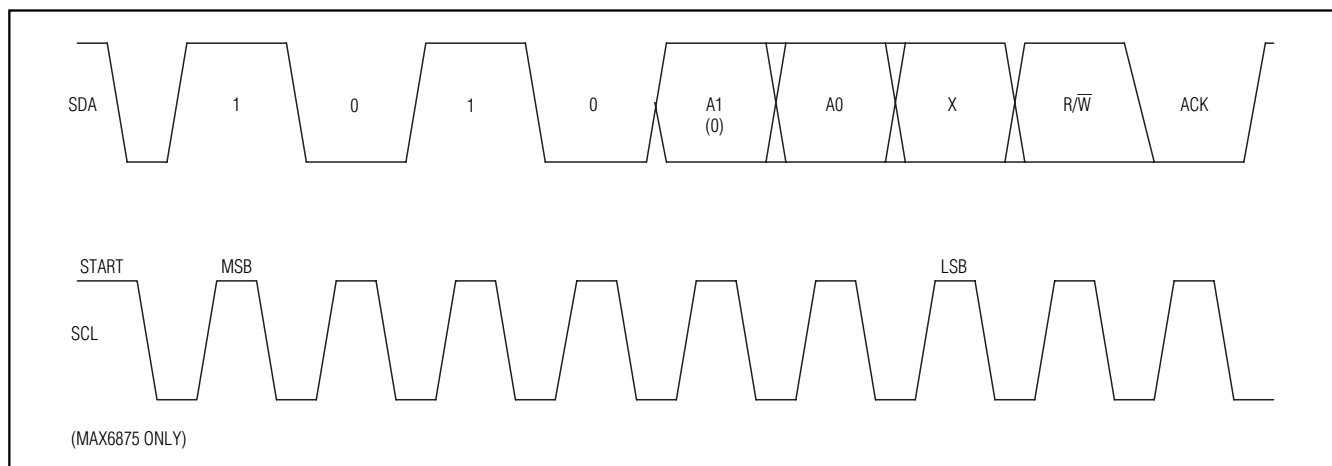 SDA 1 0 1 0 A1 A0 X R/W̅ ACK
(0)
START MSB LSB
SCL
(MAX6875 ONLY)